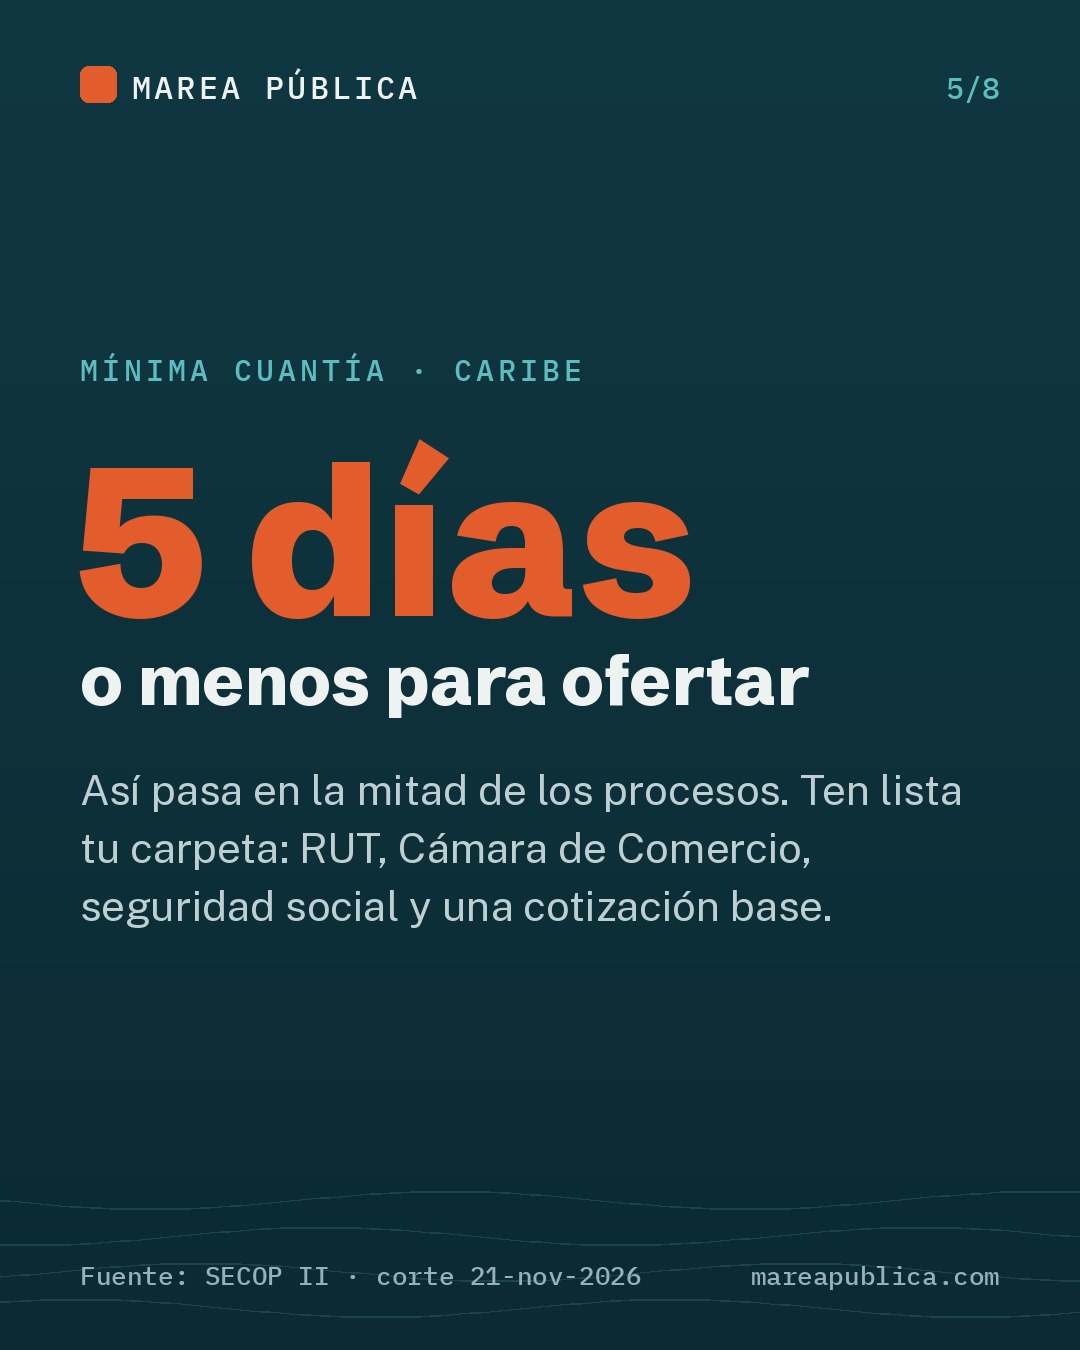 MAREA PÚBLICA
5/8
MÍNIMA CUANTÍA · CARIBE
5 días
o menos para ofertar
Así pasa en la mitad de los procesos. Ten lista
tu carpeta: RUT, Cámara de Comercio,
seguridad social y una cotización base.
Fuente: SECOP II · corte 21-nov-2026
mareapublica.com